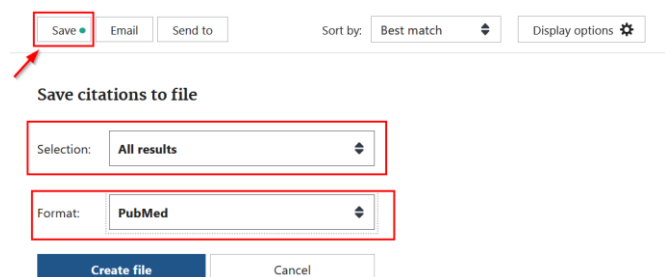 Save Email Send to Sort by: Best match Display options
Save citations to file
Selection: All results
Format: PubMed
Create file Cancel